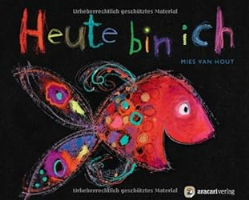 Urheberrechtlich geschütztes Material
Heute bin ich
MIES VAN HOUT
Urheberrechtlich geschütztes Material
aracari verlag